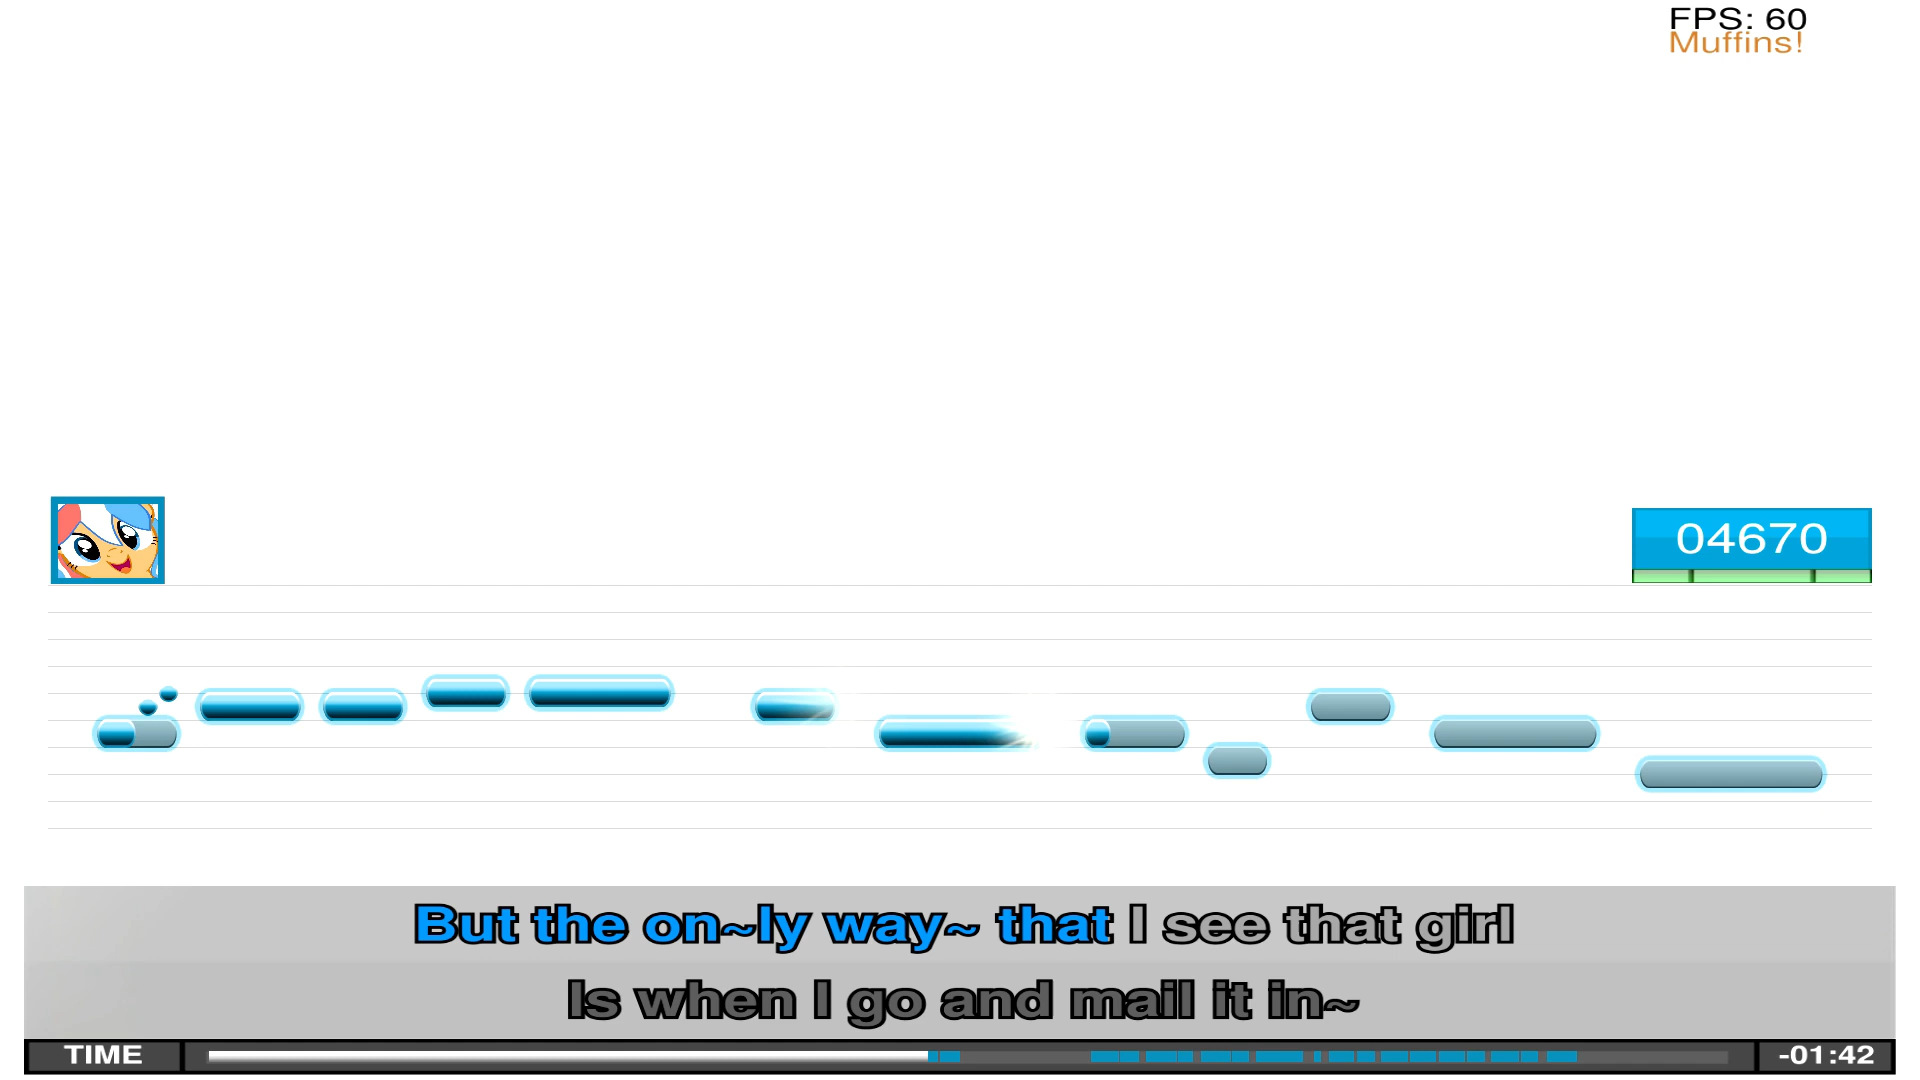 FPS: 60
Muffins!
04670
But the on~ly way~ that I see that girl
Is when I go and mail it in~
TIME
-01:42